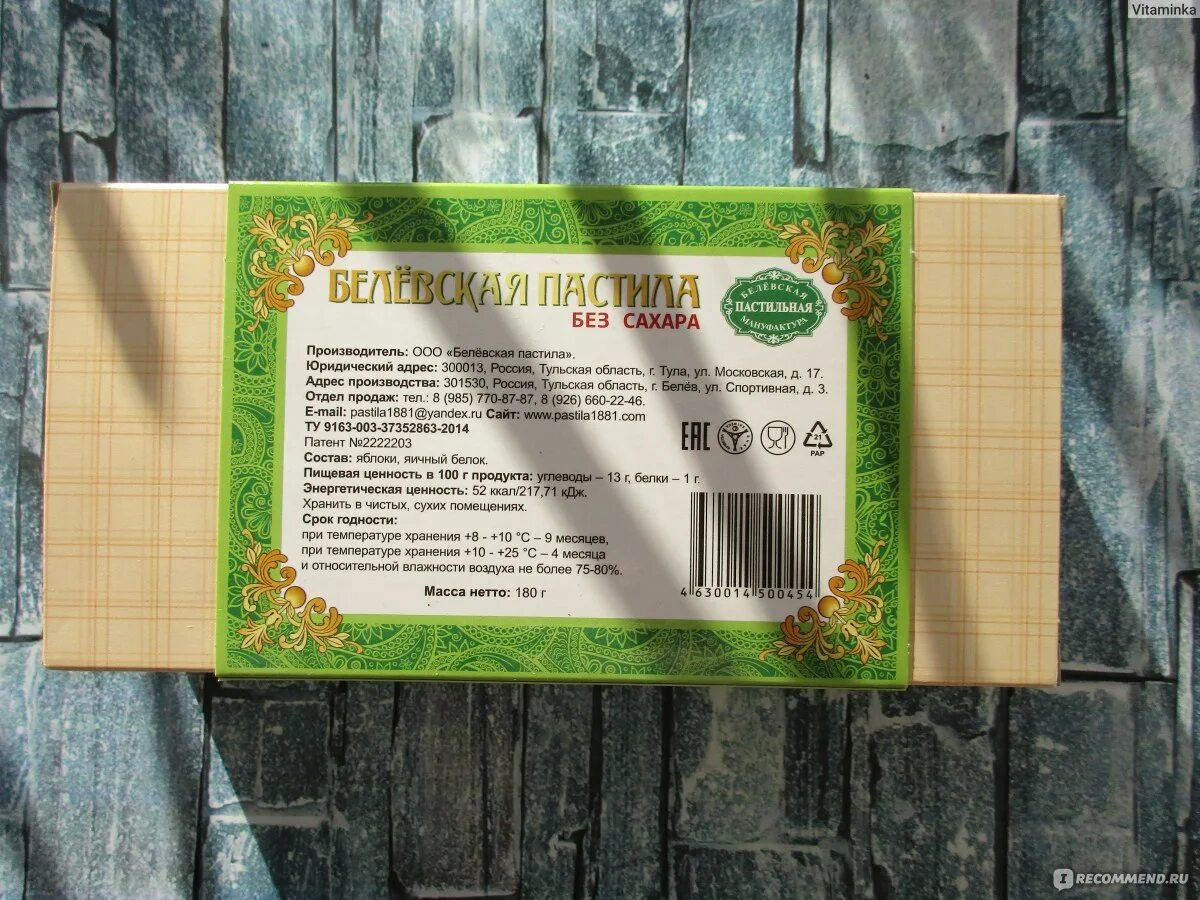 Vitaminka
БЕЛЁВСКАЯ ПАСТИЛА
БЕЗ САХАРА
БЕЛЁВСКАЯ
ПАСТИЛЬНАЯ
МАНУФАКТУРА
Производитель: ООО «Белёвская пастила».
Юридический адрес: 300013, Россия, Тульская область, г. Тула, ул. Московская, д. 17.
Адрес производства: 301530, Россия, Тульская область, г. Белёв, ул. Спортивная, д. 3.
Отдел продаж: тел.: 8 (985) 770-87-87, 8 (926) 660-22-46.
E-mail: pastila1881@yandex.ru Сайт: www.pastila1881.com
ТУ 9163-003-37352863-2014
Патент №2222203
Состав: яблоки, яичный белок.
Пищевая ценность в 100 г продукта: углеводы – 13 г, белки – 1 г.
Энергетическая ценность: 52 ккал/217,71 кДж.
Хранить в чистых, сухих помещениях.
Срок годности:
при температуре хранения +8 - +10 °C – 9 месяцев,
при температуре хранения +10 - +25 °C – 4 месяца
и относительной влажности воздуха не более 75-80%.
Масса нетто: 180 г
EAC
21
PAP
4 630014 500454
I RECOMMEND.RU